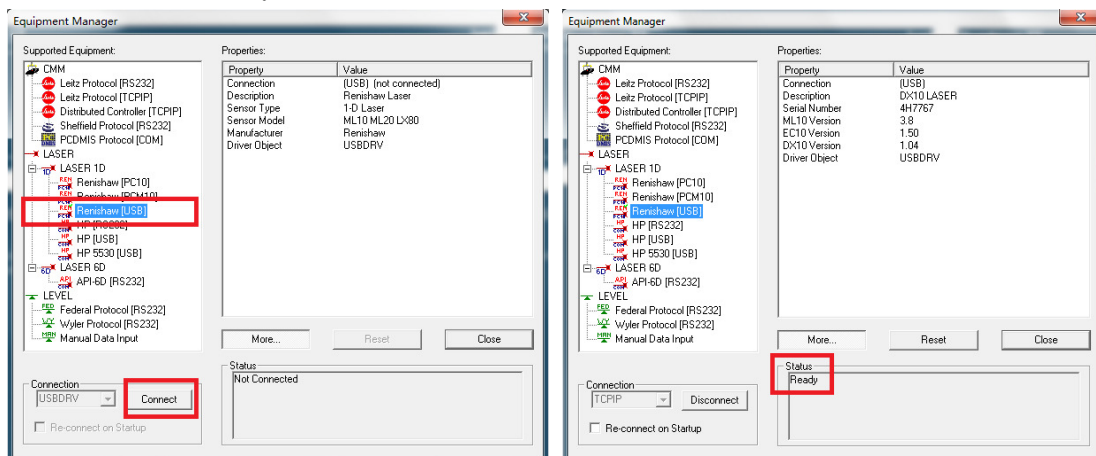 Equipment Manager
Supported Equipment:
CMM
Leitz Protocol [RS232]
Leitz Protocol [TCPIP]
Distributed Controller [TCPIP]
Sheffield Protocol [RS232]
PCDMIS Protocol [COM]
LASER
LASER 1D
Renishaw [PC10]
Renishaw [PCM10]
Renishaw [USB]
HP [RS232]
HP [USB]
HP 5530 [USB]
LASER 6D
API-6D [RS232]
LEVEL
Federal Protocol [RS232]
Wyler Protocol [RS232]
Manual Data Input
Properties:
Property Value
Connection (USB) (not connected)
Description Renishaw Laser
Sensor Type 1-D Laser
Sensor Model ML10 ML20 LX80
Manufacturer Renishaw
Driver Object USBDRV
More... Reset Close
Connection
USBDRV Connect
Re-connect on Startup
Status
Not Connected
Equipment Manager
Supported Equipment:
CMM
Leitz Protocol [RS232]
Leitz Protocol [TCPIP]
Distributed Controller [TCPIP]
Sheffield Protocol [RS232]
PCDMIS Protocol [COM]
LASER
LASER 1D
Renishaw [PC10]
Renishaw [PCM10]
Renishaw [USB]
HP [RS232]
HP [USB]
HP 5530 [USB]
LASER 6D
API-6D [RS232]
LEVEL
Federal Protocol [RS232]
Wyler Protocol [RS232]
Manual Data Input
Properties:
Property Value
Connection (USB)
Description DX10 LASER
Serial Number 4H7767
ML10 Version 3.8
EC10 Version 1.50
DX10 Version 1.04
Driver Object USBDRV
More... Reset Close
Connection
TCPIP Disconnect
Re-connect on Startup
Status
Ready